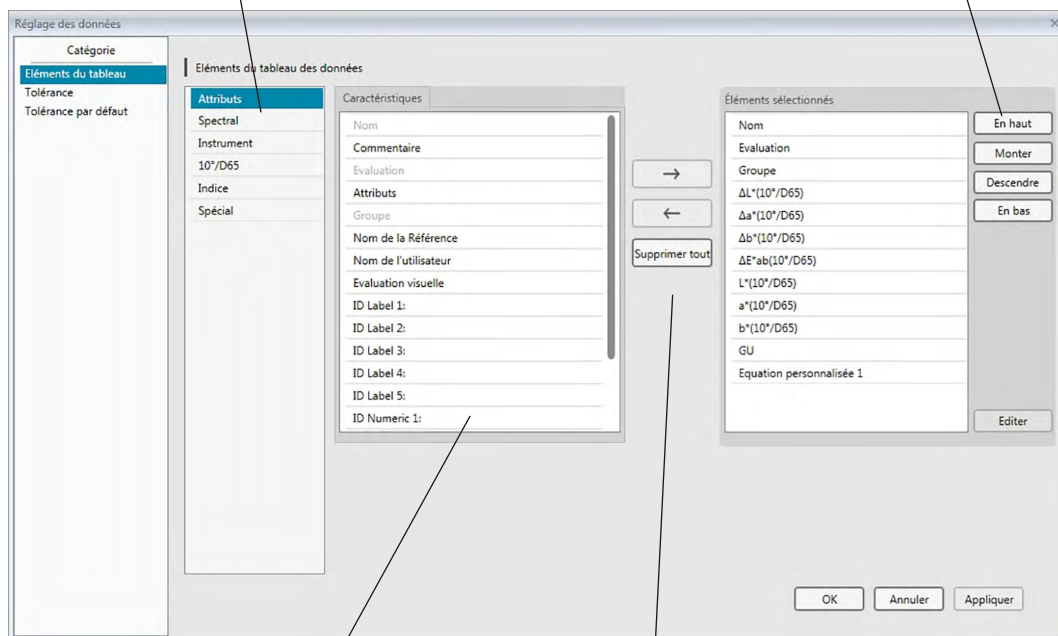 Réglage des données
Catégorie
Eléments du tableau
Tolérance
Tolérance par défaut
Eléments du tableau des données
Attributs
Spectral
Instrument
10°/D65
Indice
Spécial
Caractéristiques
Nom
Commentaire
Evaluation
Attributs
Groupe
Nom de la Référence
Nom de l'utilisateur
Evaluation visuelle
ID Label 1:
ID Label 2:
ID Label 3:
ID Label 4:
ID Label 5:
ID Numeric 1:
→
←
Supprimer tout
Éléments sélectionnés
Nom
Evaluation
Groupe
ΔL*(10°/D65)
Δa*(10°/D65)
Δb*(10°/D65)
ΔE*ab(10°/D65)
L*(10°/D65)
a*(10°/D65)
b*(10°/D65)
GU
Equation personnalisée 1
En haut
Monter
Descendre
En bas
Editer
OK
Annuler
Appliquer